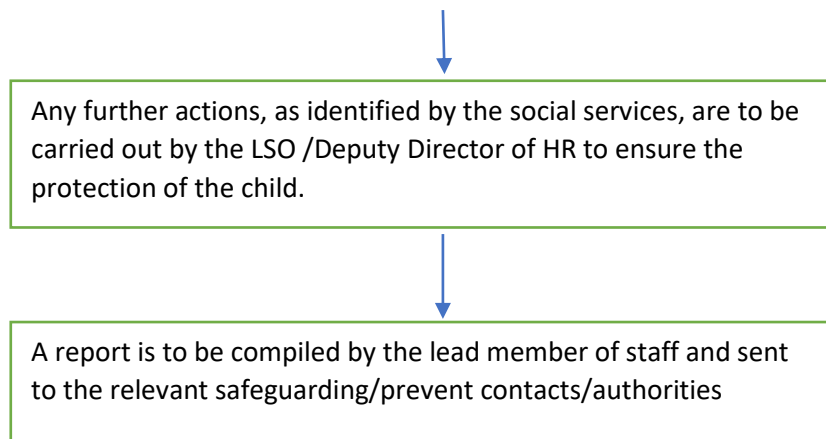 Any further actions, as identified by the social services, are to be
carried out by the LSO /Deputy Director of HR to ensure the
protection of the child.
A report is to be compiled by the lead member of staff and sent
to the relevant safeguarding/prevent contacts/authorities